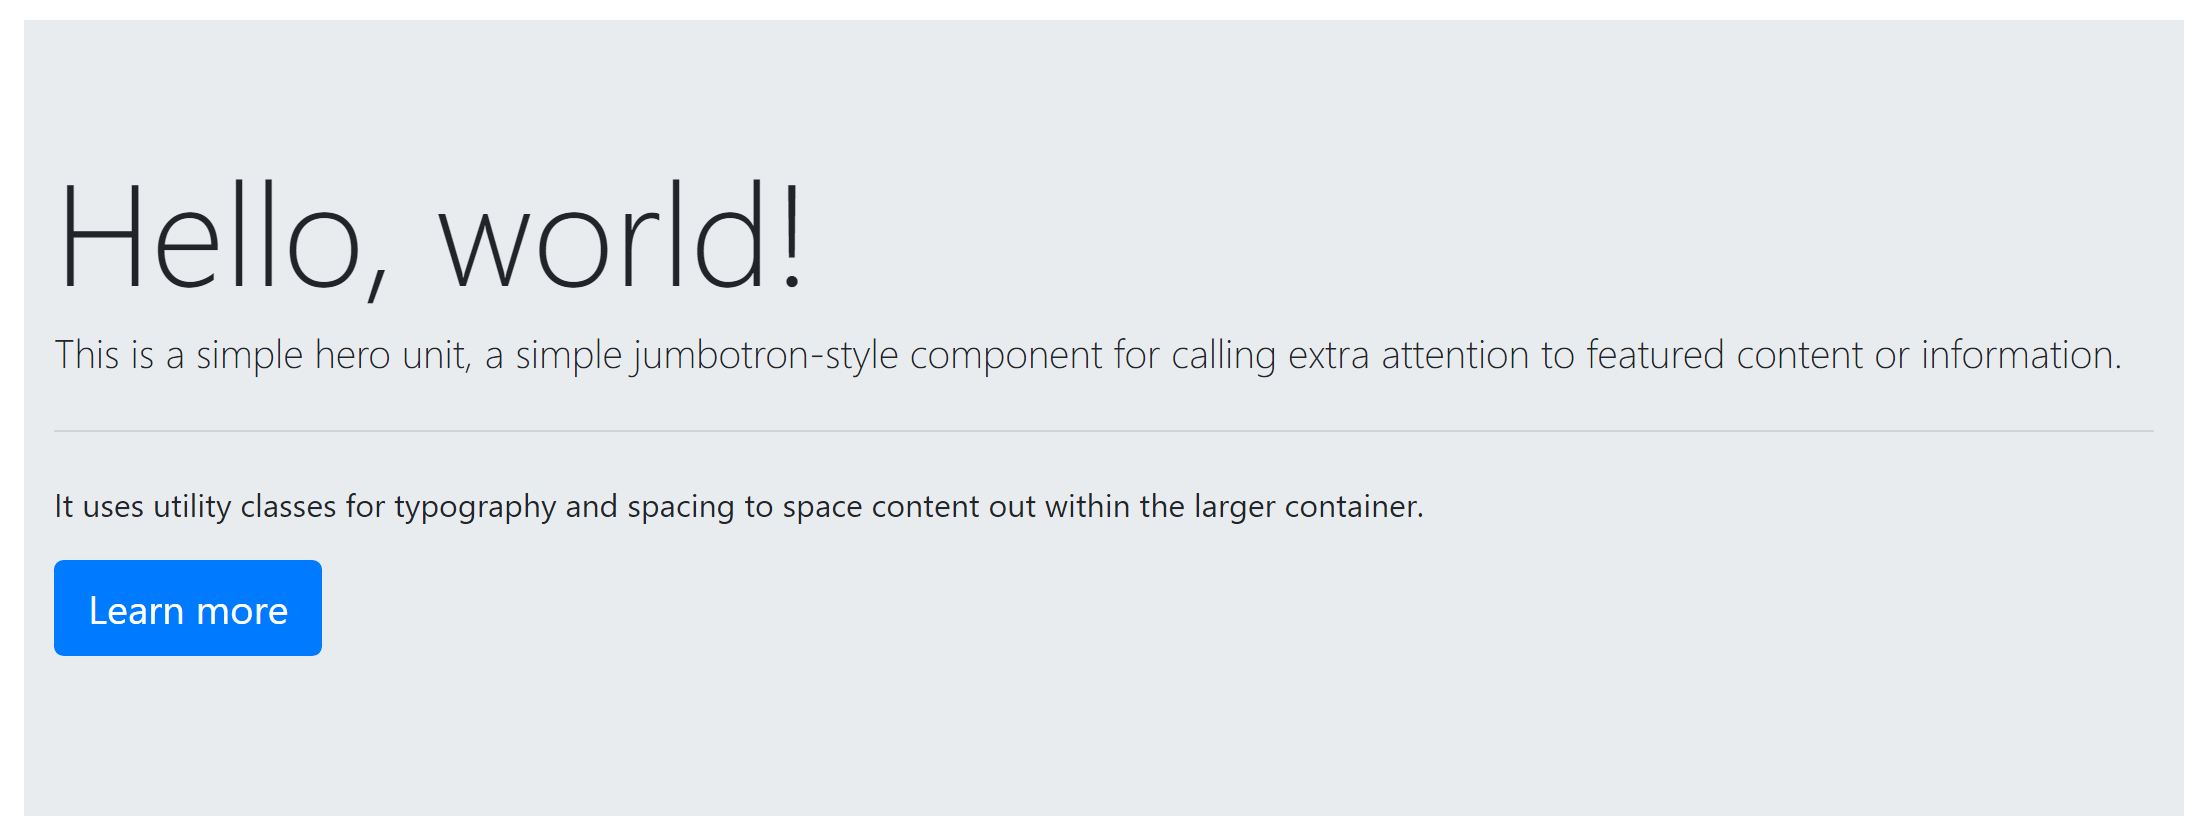 Hello, world!
This is a simple hero unit, a simple jumbotron-style component for calling extra attention to featured content or information.
It uses utility classes for typography and spacing to space content out within the larger container.
Learn more